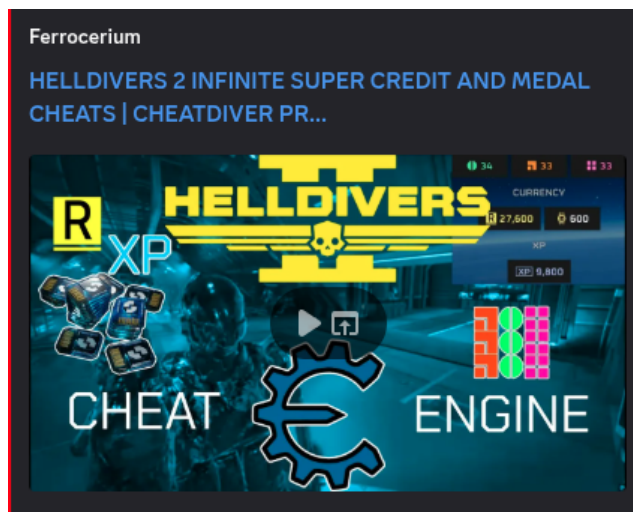 Ferrocerium
HELLDIVERS 2 INFINITE SUPER CREDIT AND MEDAL
CHEATS | CHEATDIVER PR...
34 33 33
CURRENCY
R 27,600 600
XP
XP 9,800
HELLDIVERS
II
R
XP
CHEAT
ENGINE